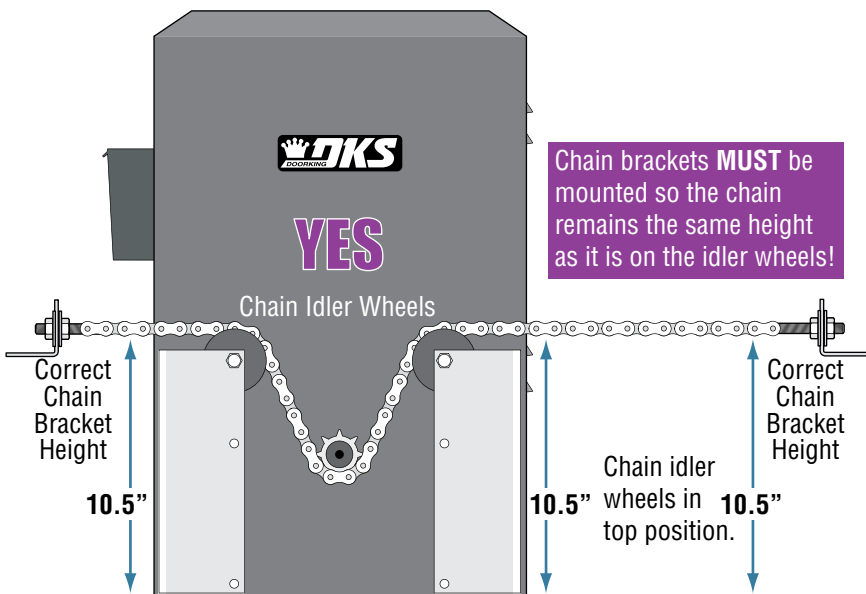 DKS
DOORKING
Chain brackets MUST be
mounted so the chain
remains the same height
as it is on the idler wheels!
YES
Chain Idler Wheels
Correct
Chain
Bracket
Height
Correct
Chain
Bracket
Height
10.5”
10.5”
Chain idler
wheels in
top position.
10.5”